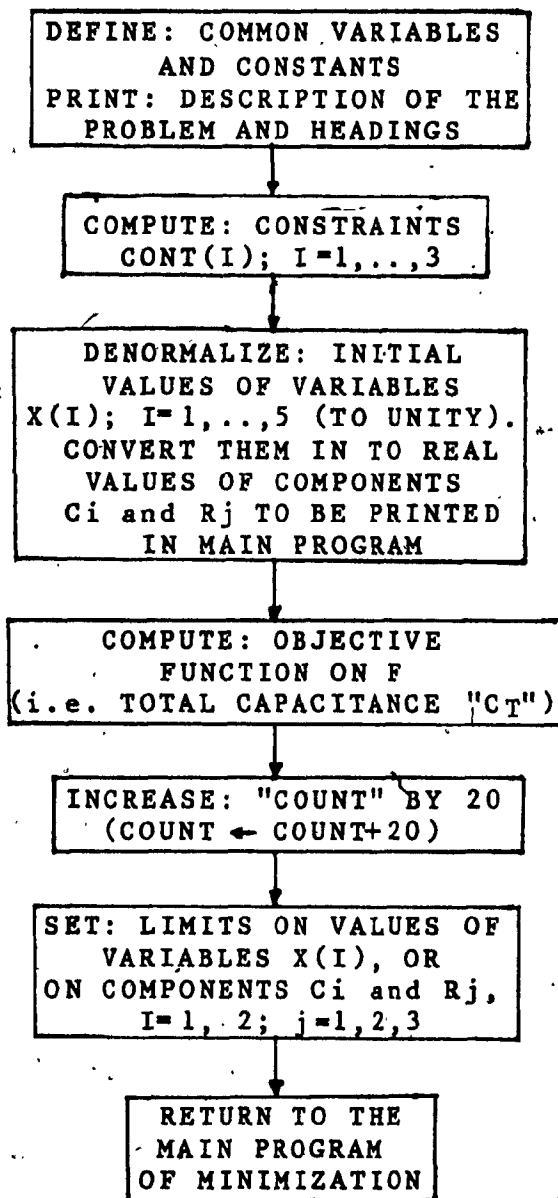 DEFINE: COMMON VARIABLES
AND CONSTANTS
PRINT: DESCRIPTION OF THE
PROBLEM AND HEADINGS
COMPUTE: CONSTRAINTS
CONT(I); I=1,..,3
DENORMALIZE: INITIAL
VALUES OF VARIABLES
X(I); I=1,..,5 (TO UNITY).
CONVERT THEM IN TO REAL
VALUES OF COMPONENTS
Ci and Rj TO BE PRINTED
IN MAIN PROGRAM
COMPUTE: OBJECTIVE
FUNCTION ON F
(i.e. TOTAL CAPACITANCE "CT")
INCREASE: "COUNT" BY 20
(COUNT ← COUNT+20)
SET: LIMITS ON VALUES OF
VARIABLES X(I), OR
ON COMPONENTS Ci and Rj,
I=1, 2; j=1,2,3
RETURN TO THE
MAIN PROGRAM
OF MINIMIZATION